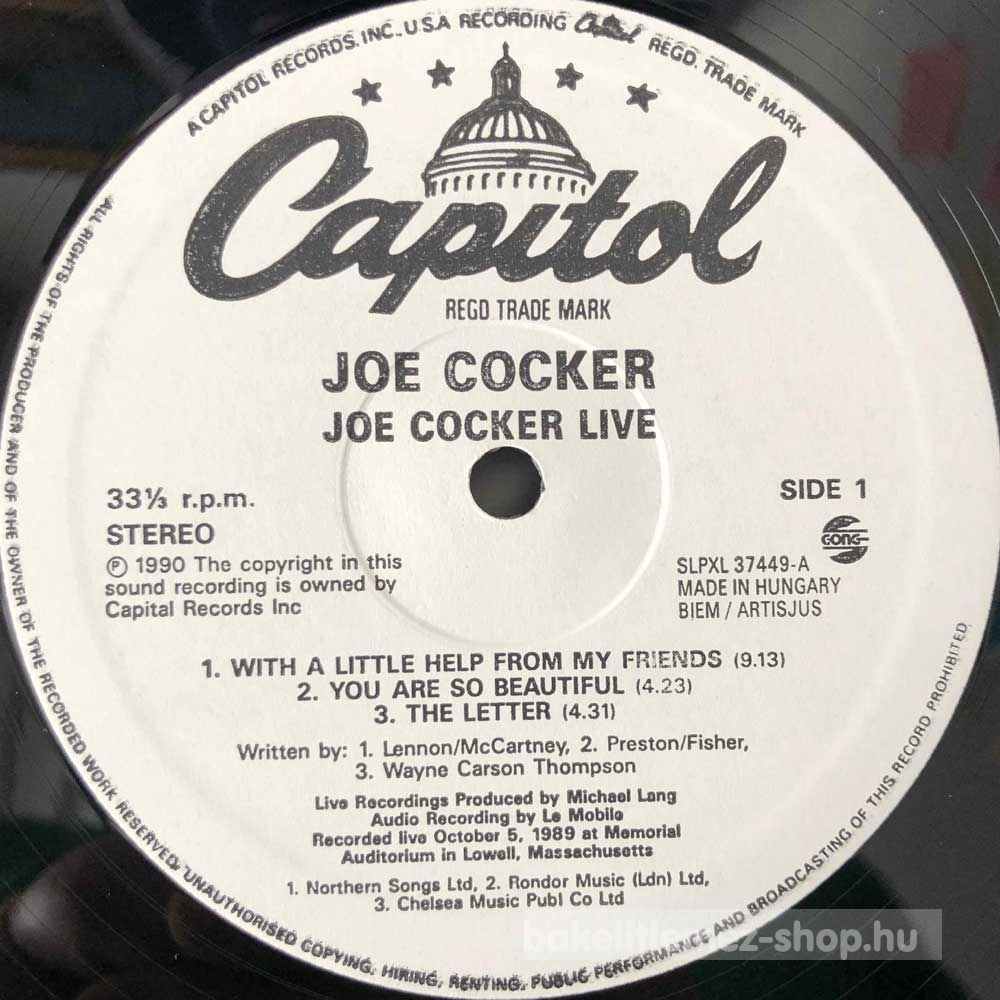 A CAPITOL RECORDS. INC. U.S.A RECORDING Capitol REGD. TRADE MARK
Capitol
REGD TRADE MARK
JOE COCKER
JOE COCKER LIVE
33⅓ r.p.m.
STEREO
Ⓟ 1990 The copyright in this
sound recording is owned by
Capital Records Inc
SIDE 1
GONG
SLPXL 37449-A
MADE IN HUNGARY
BIEM / ARTISJUS
1. WITH A LITTLE HELP FROM MY FRIENDS (9.13)
2. YOU ARE SO BEAUTIFUL (4.23)
3. THE LETTER (4.31)
Written by: 1. Lennon/McCartney, 2. Preston/Fisher,
3. Wayne Carson Thompson
Live Recordings Produced by Michael Lang
Audio Recording by Le Mobile
Recorded live October 5, 1989 at Memorial
Auditorium in Lowell, Massachusetts
1. Northern Songs Ltd, 2. Rondor Music (Ldn) Ltd,
3. Chelsea Music Publ Co Ltd
ALL RIGHTS OF THE PRODUCER AND OF THE OWNER OF THE RECORDED WORK RESERVED. UNAUTHORISED COPYING, HIRING, RENTING, PUBLIC PERFORMANCE AND BROADCASTING OF THIS RECORD PROHIBITED
bakelitlemez-shop.hu